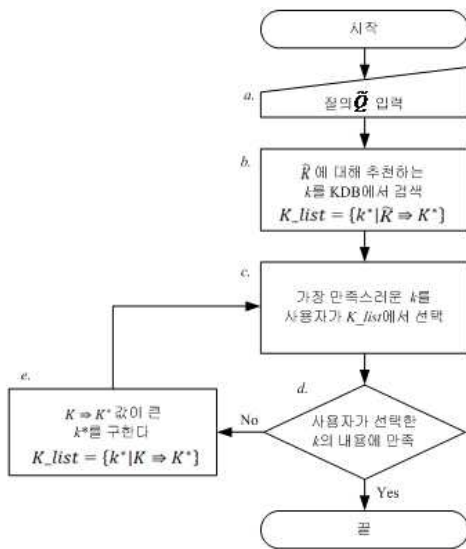 시작
a.
질의 Q̃ 입력
b.
R̃ 에 대해 추천하는
k를 KDB에서 검색
K_list = {k*|R̃ ⇒ K*}
c.
가장 만족스러운 k를
사용자가 K_list에서 선택
d.
사용자가 선택한
k의 내용에 만족
No
Yes
e.
K ⇒ K* 값이 큰
k*를 구한다
K_list = {k*|K ⇒ K*}
끝